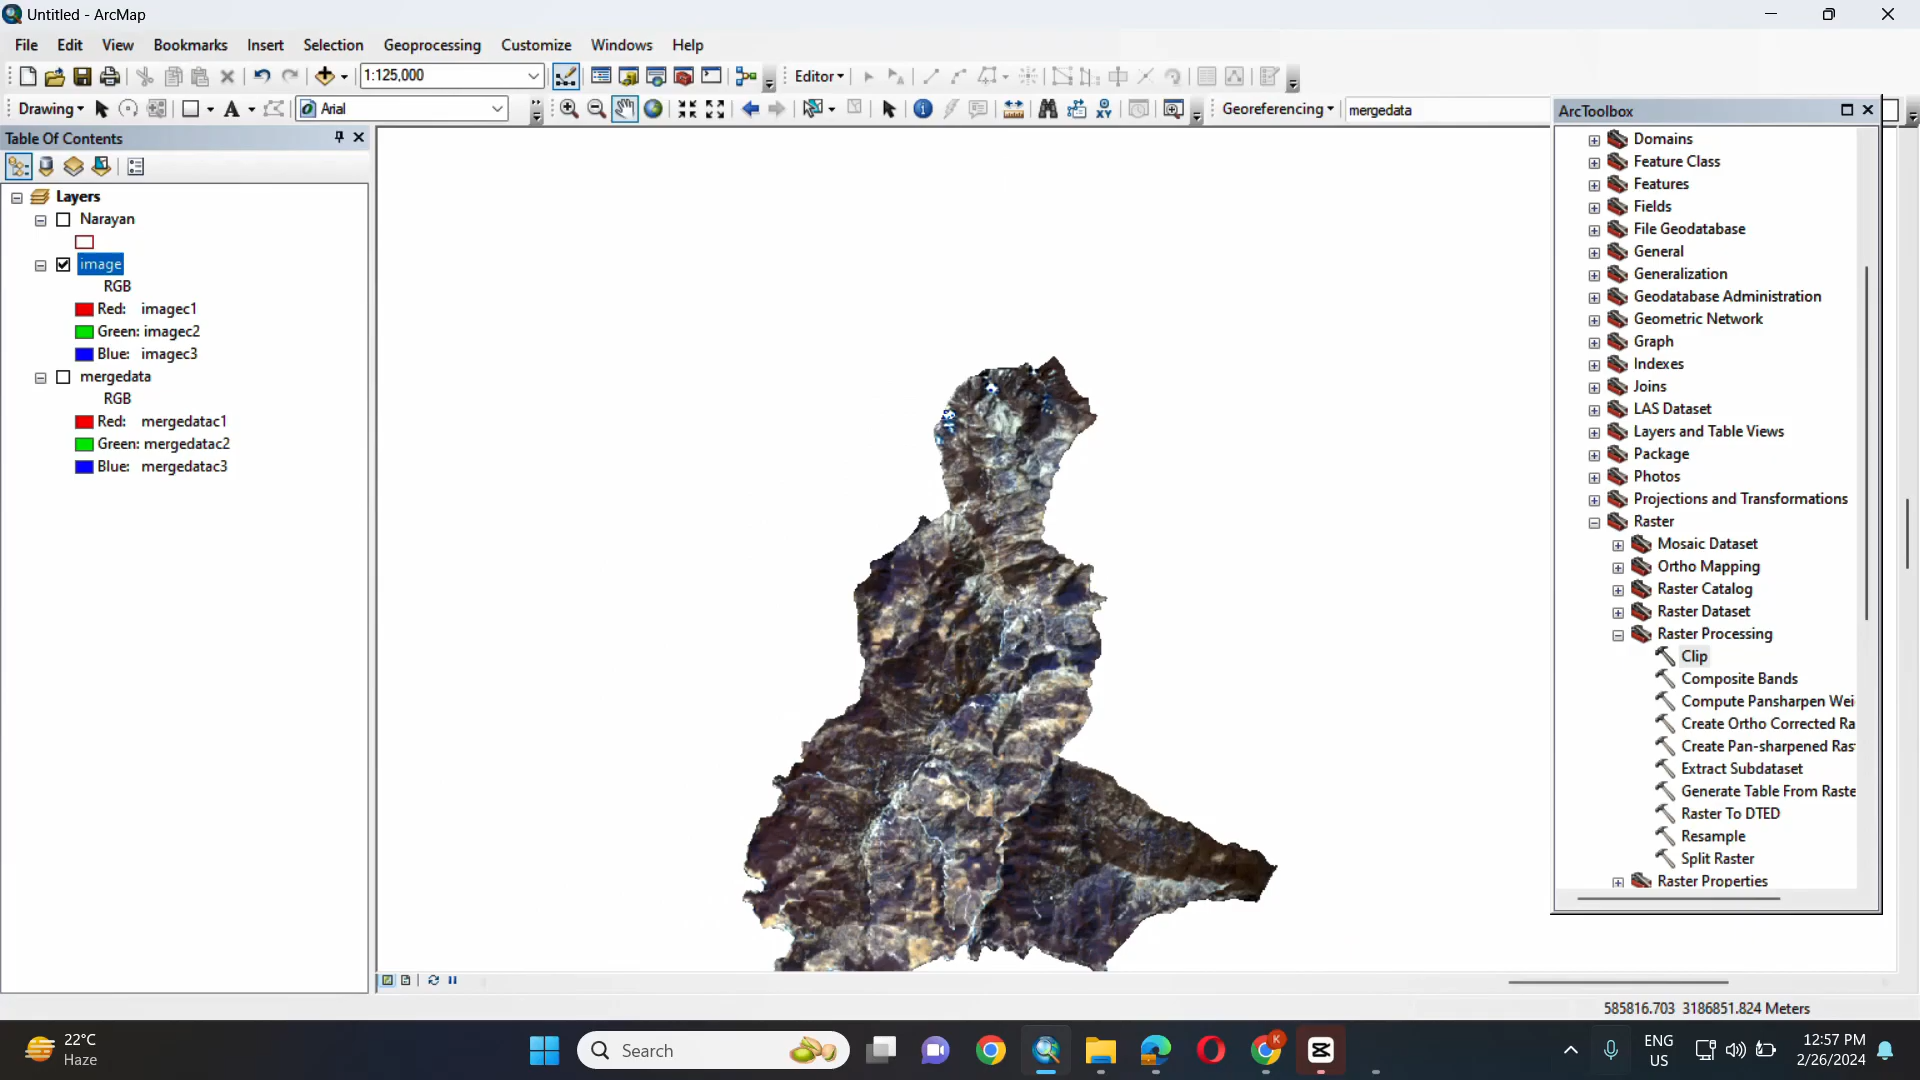 Untitled - ArcMap
File Edit View Bookmarks Insert Selection Geoprocessing Customize Windows Help
1:125,000 Editor
Drawing A Arial Georeferencing mergedata
Table Of Contents
Layers
Narayan
image
RGB
Red: imagec1
Green: imagec2
Blue: imagec3
mergedata
RGB
Red: mergedatac1
Green: mergedatac2
Blue: mergedatac3
ArcToolbox
Domains
Feature Class
Features
Fields
File Geodatabase
General
Generalization
Geodatabase Administration
Geometric Network
Graph
Indexes
Joins
LAS Dataset
Layers and Table Views
Package
Photos
Projections and Transformations
Raster
Mosaic Dataset
Ortho Mapping
Raster Catalog
Raster Dataset
Raster Processing
Clip
Composite Bands
Compute Pansharpen Wei
Create Ortho Corrected Ra
Create Pan-sharpened Ras
Extract Subdataset
Generate Table From Raste
Raster To DTED
Resample
Split Raster
Raster Properties
585816.703 3186851.824 Meters
22°C
Haze
Search
K
ENG
US
12:57 PM
2/26/2024